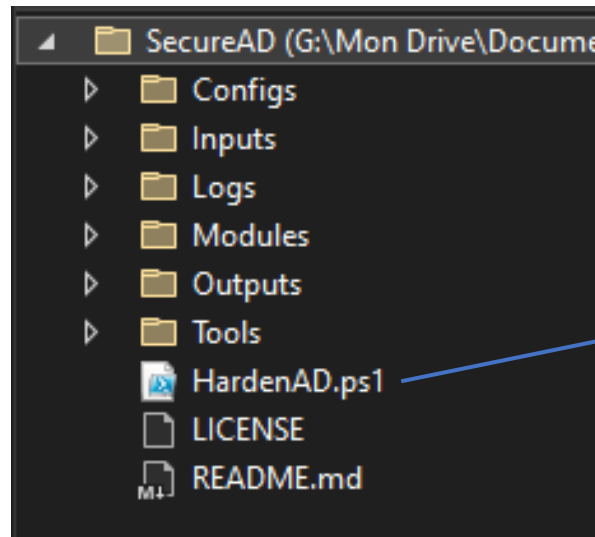 SecureAD (G:\Mon Drive\Docume
Configs
Inputs
Logs
Modules
Outputs
Tools
HardenAD.ps1
LICENSE
M↓ README.md